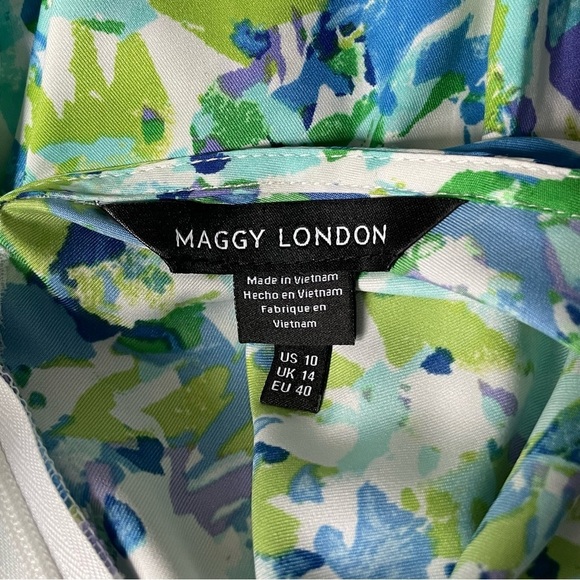 MAGGY LONDON
Made in Vietnam
Hecho en Vietnam
Fabrique en
Vietnam
US 10
UK 14
EU 40